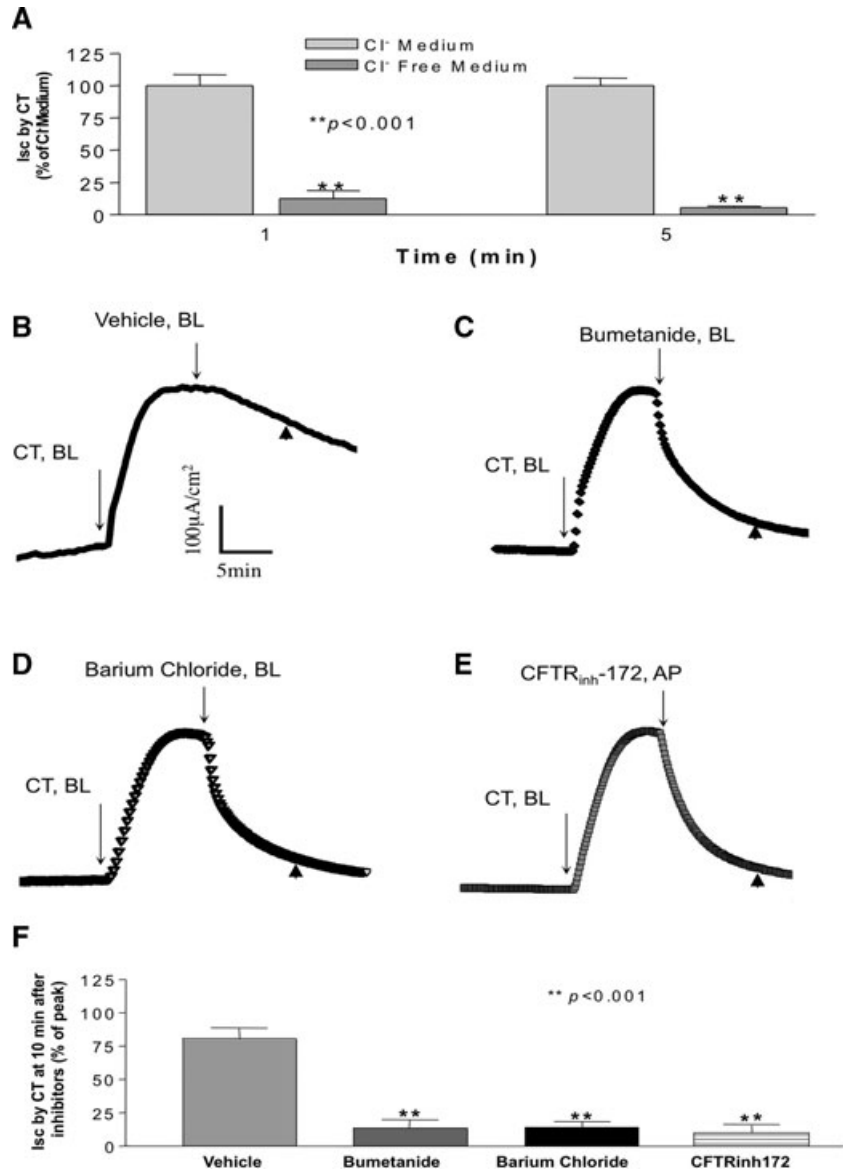 A
Cl- Medium
Cl- Free Medium
Isc by CT
(% of Cl-Medium)
125
100
75
50
25
0
**p<0.001
**
**
1
5
Time (min)
B
Vehicle, BL
CT, BL
100µA/cm²
5min
C
Bumetanide, BL
CT, BL
D
Barium Chloride, BL
CT, BL
E
CFTRinh-172, AP
CT, BL
F
Isc by CT at 10 min after
inhibitors (% of peak)
125
100
75
50
25
0
** p<0.001
**
**
**
Vehicle
Bumetanide
Barium Chloride
CFTRinh172